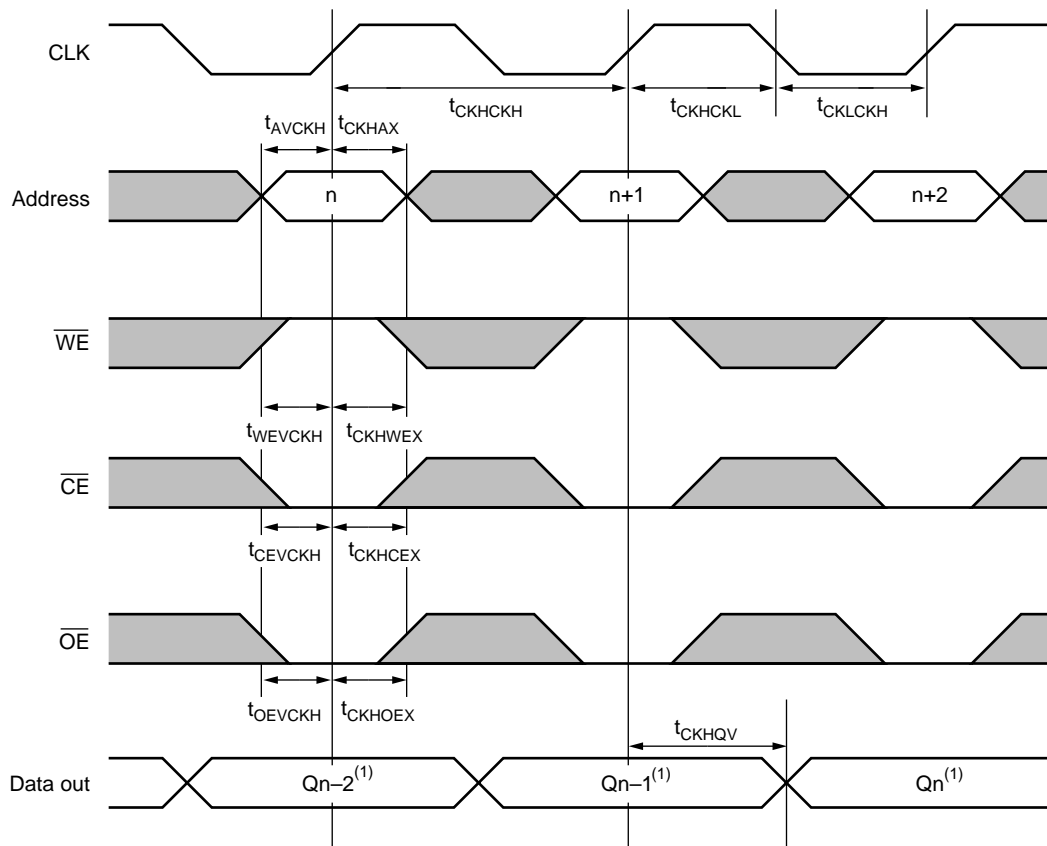 CLK
tCKHCKH
tCKHCKL
tCKLCKH
tAVCKH
tCKHAX
Address
n
n+1
n+2
WE
tWEVCKH
tCKHWEX
CE
tCEVCKH
tCKHCEX
OE
tOEVCKH
tCKHOEX
tCKHQV
Data out
Qn–2(1)
Qn–1(1)
Qn(1)